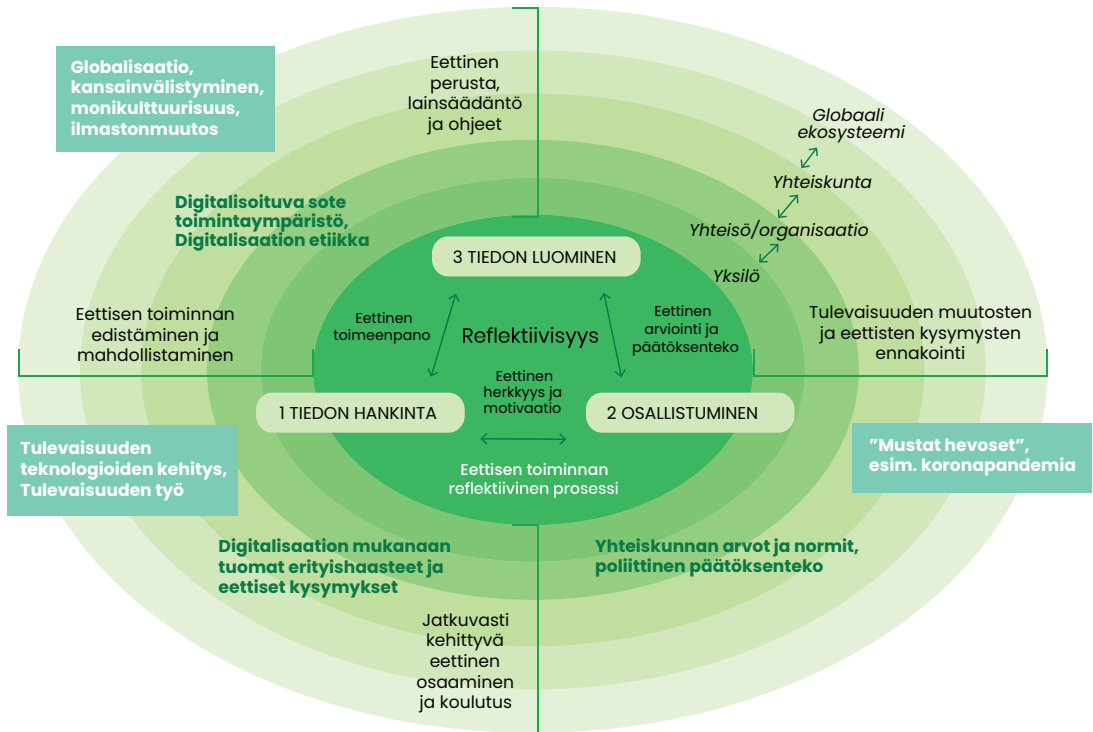 Globalisaatio,
kansainvälistyminen,
monikulttuurisuus,
ilmastonmuutos
Eettinen
perusta,
lainsäädäntö
ja ohjeet
Globaali
ekosysteemi
Yhteiskunta
Yhteisö/organisaatio
Yksilö
Digitalisoituva sote
toimintaympäristö,
Digitalisaation etiikka
3 TIEDON LUOMINEN
Eettisen toiminnan
edistäminen ja
mahdollistaminen
Eettinen
toimeenpano
Reflektiivisyys
Eettinen
arviointi ja
päätöksenteko
Tulevaisuuden muutosten
ja eettisten kysymysten
ennakointi
Eettinen
herkkyys ja
motivaatio
1 TIEDON HANKINTA
2 OSALLISTUMINEN
Eettisen toiminnan
reflektiivinen prosessi
Tulevaisuuden
teknologioiden kehitys,
Tulevaisuuden työ
”Mustat hevoset”,
esim. koronapandemia
Digitalisaation mukanaan
tuomat erityishaasteet ja
eettiset kysymykset
Yhteiskunnan arvot ja normit,
poliittinen päätöksenteko
Jatkuvasti
kehittyvä
eettinen
osaaminen
ja koulutus